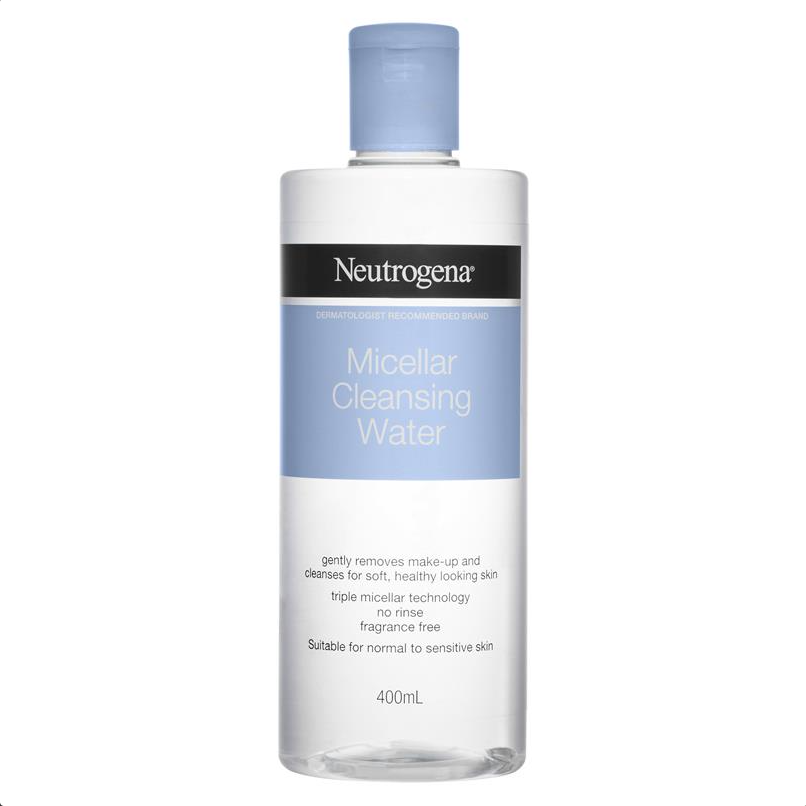 Neutrogena®
DERMATOLOGIST RECOMMENDED BRAND
Micellar
Cleansing
Water
gently removes make-up and
cleanses for soft, healthy looking skin
triple micellar technology
no rinse
fragrance free
Suitable for normal to sensitive skin
400mL